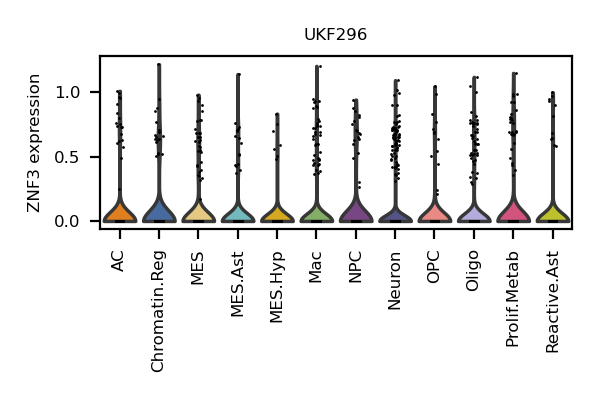 UKF296
ZNF3 expression
1.0
0.5
0.0
AC
Chromatin.Reg
MES
MES.Ast
MES.Hyp
Mac
NPC
Neuron
OPC
Oligo
Prolif.Metab
Reactive.Ast